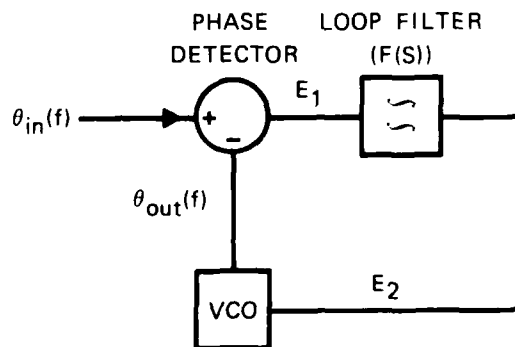 PHASE DETECTOR
LOOP FILTER (F(S))
E₁
θin(f)
+
−
θout(f)
VCO
E₂